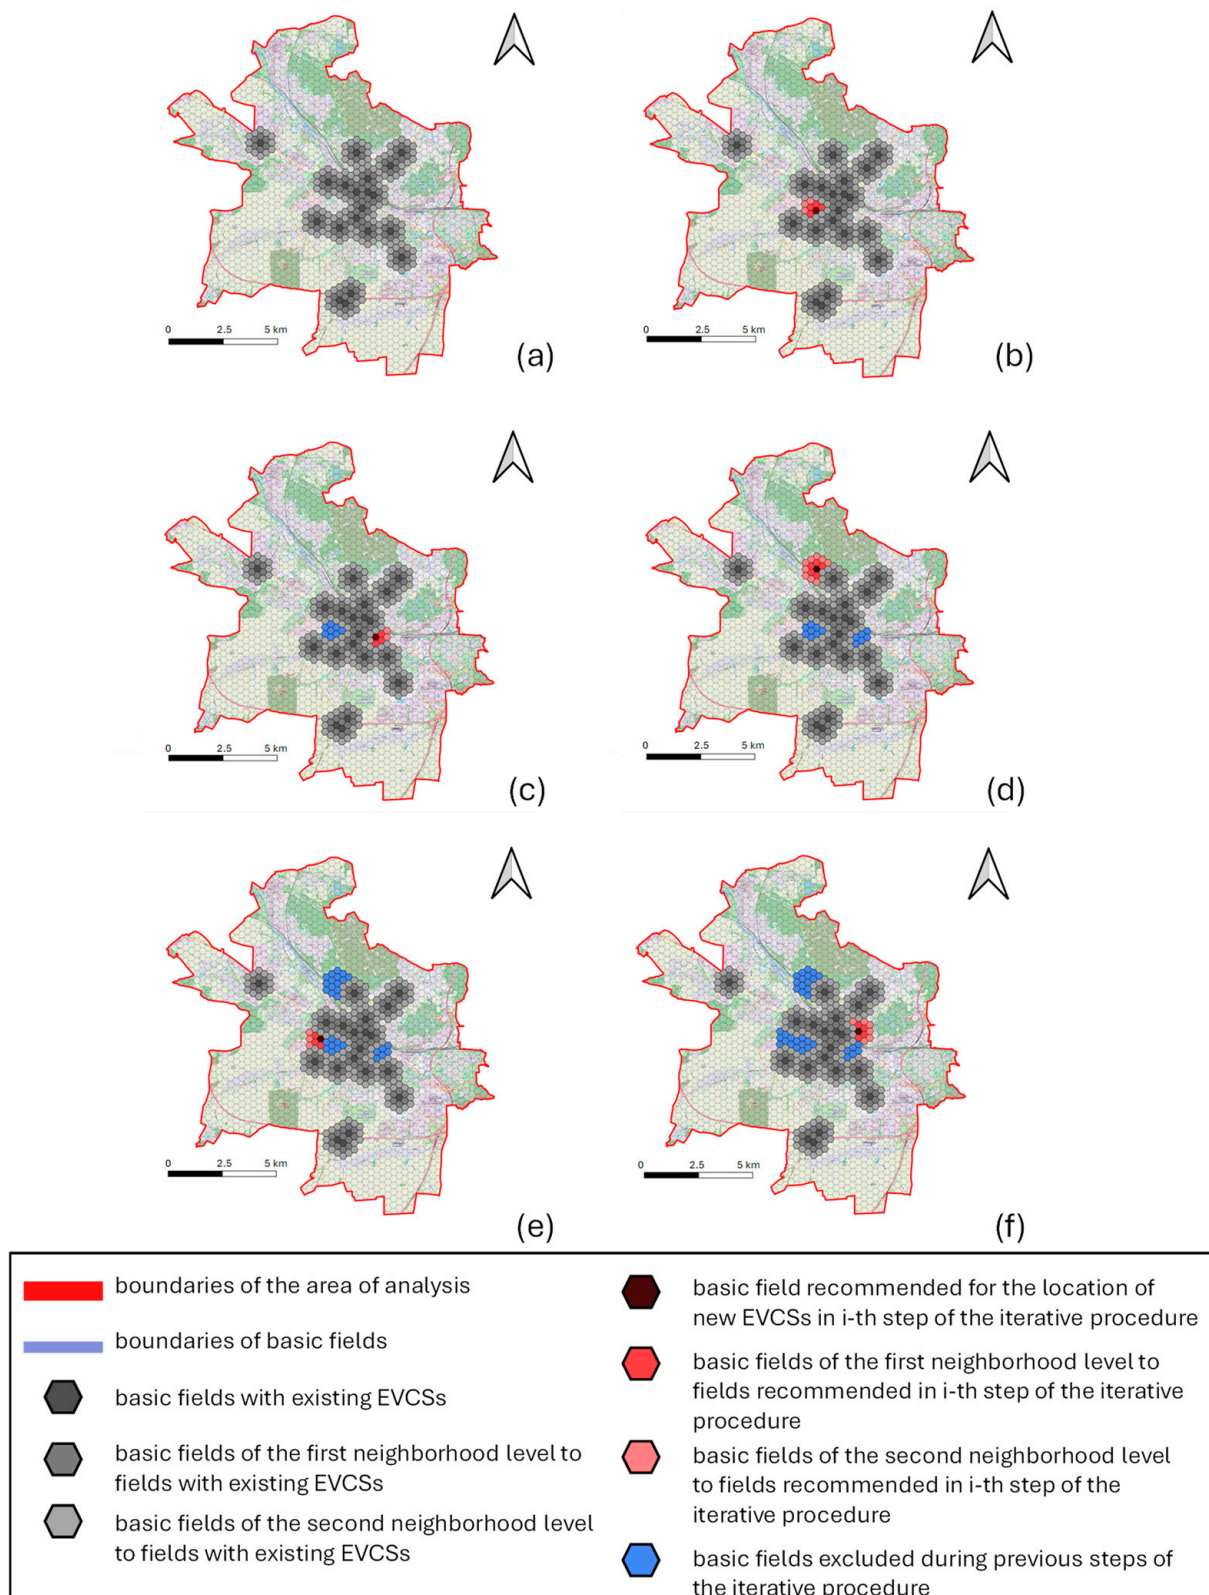 0 2.5 5 km
(a)
0 2.5 5 km
(b)
0 2.5 5 km
(c)
0 2.5 5 km
(d)
0 2.5 5 km
(e)
0 2.5 5 km
(f)
boundaries of the area of analysis
boundaries of basic fields
basic fields with existing EVCSs
basic fields of the first neighborhood level to
fields with existing EVCSs
basic fields of the second neighborhood level
to fields with existing EVCSs
basic field recommended for the location of
new EVCSs in i-th step of the iterative procedure
basic fields of the first neighborhood level to
fields recommended in i-th step of the iterative
procedure
basic fields of the second neighborhood level
to fields recommended in i-th step of the
iterative procedure
basic fields excluded during previous steps of
the iterative procedure